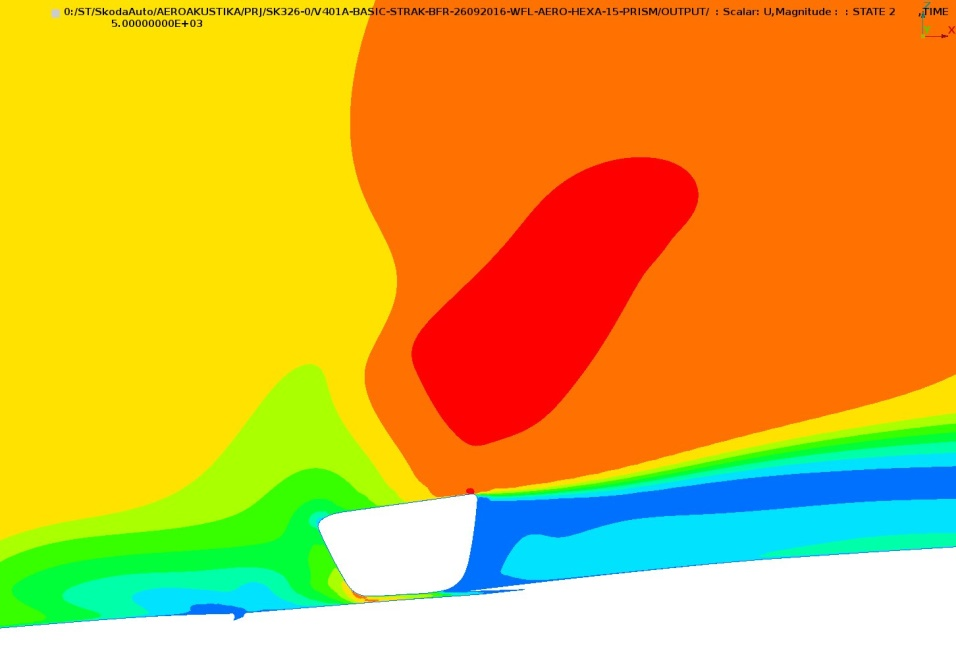 0:/ST/SkodaAuto/AEROAKUSTIKA/PRJ/SK326-0/V401A-BASIC-STRAK-BFR-26092016-WFL-AERO-HEXA-15-PRISM/OUTPUT/ : Scalar: U,Magnitude : : STATE 2 ,TIME
5.00000000E+03
Z
X